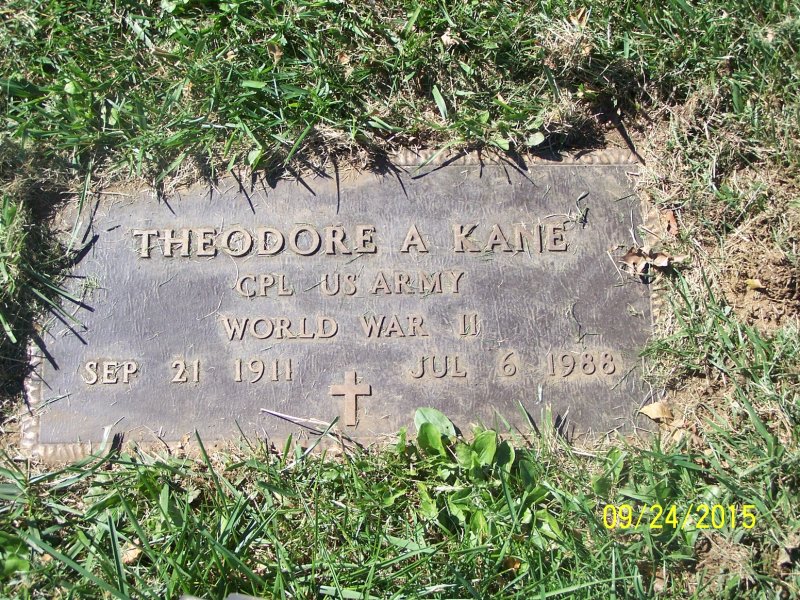 THEODORE A KANE
CPL US ARMY
WORLD WAR II
SEP 21 1911 JUL 6 1988
09/24/2015